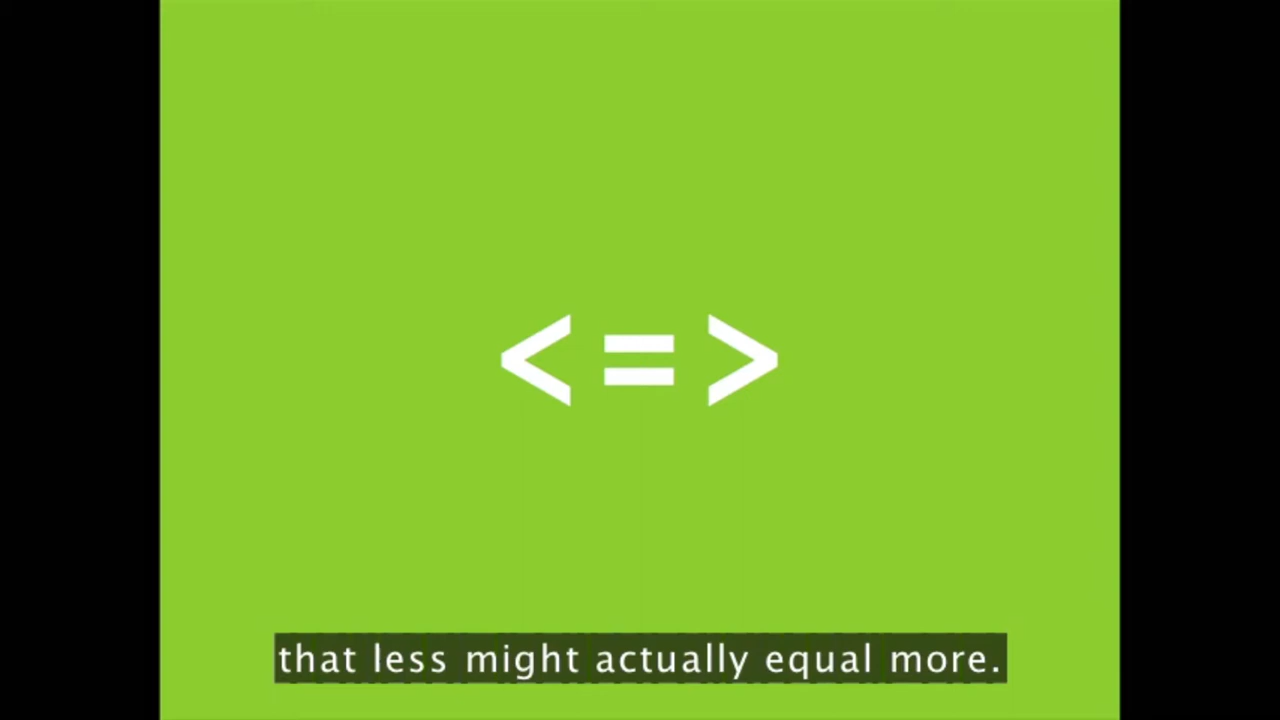 < = >
that less might actually equal more.